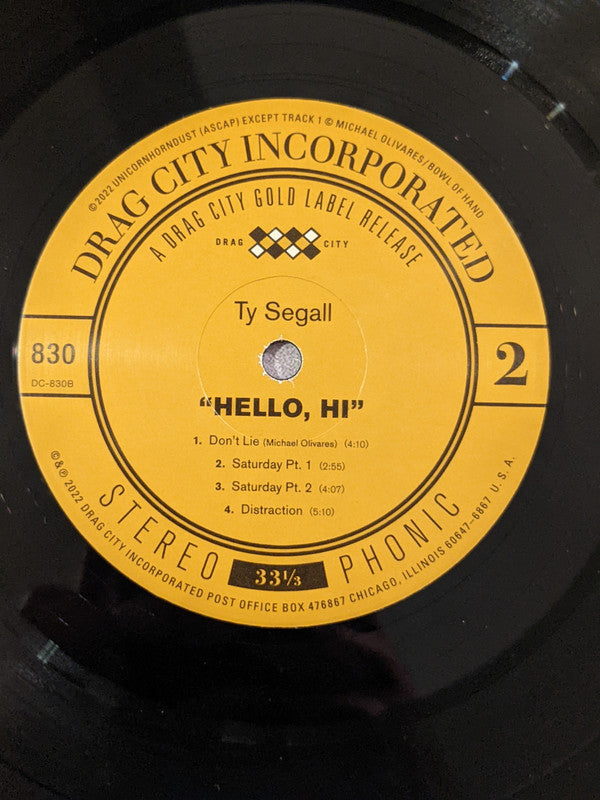 ©2022 UNICORNHORNDUST (ASCAP) EXCEPT TRACK 1 © MICHAEL OLIVARES/BOWL OF HAND
DRAG CITY INCORPORATED
A DRAG CITY GOLD LABEL RELEASE
DRAG CITY
Ty Segall
830
DC-830B
2
“HELLO, HI”
1. Don't Lie (Michael Olivares) (4:10)
2. Saturday Pt. 1 (2:55)
3. Saturday Pt. 2 (4:07)
4. Distraction (5:10)
STEREO PHONIC
33⅓
©&℗ 2022 DRAG CITY INCORPORATED POST OFFICE BOX 476867 CHICAGO, ILLINOIS 60647-6867 U.S.A.